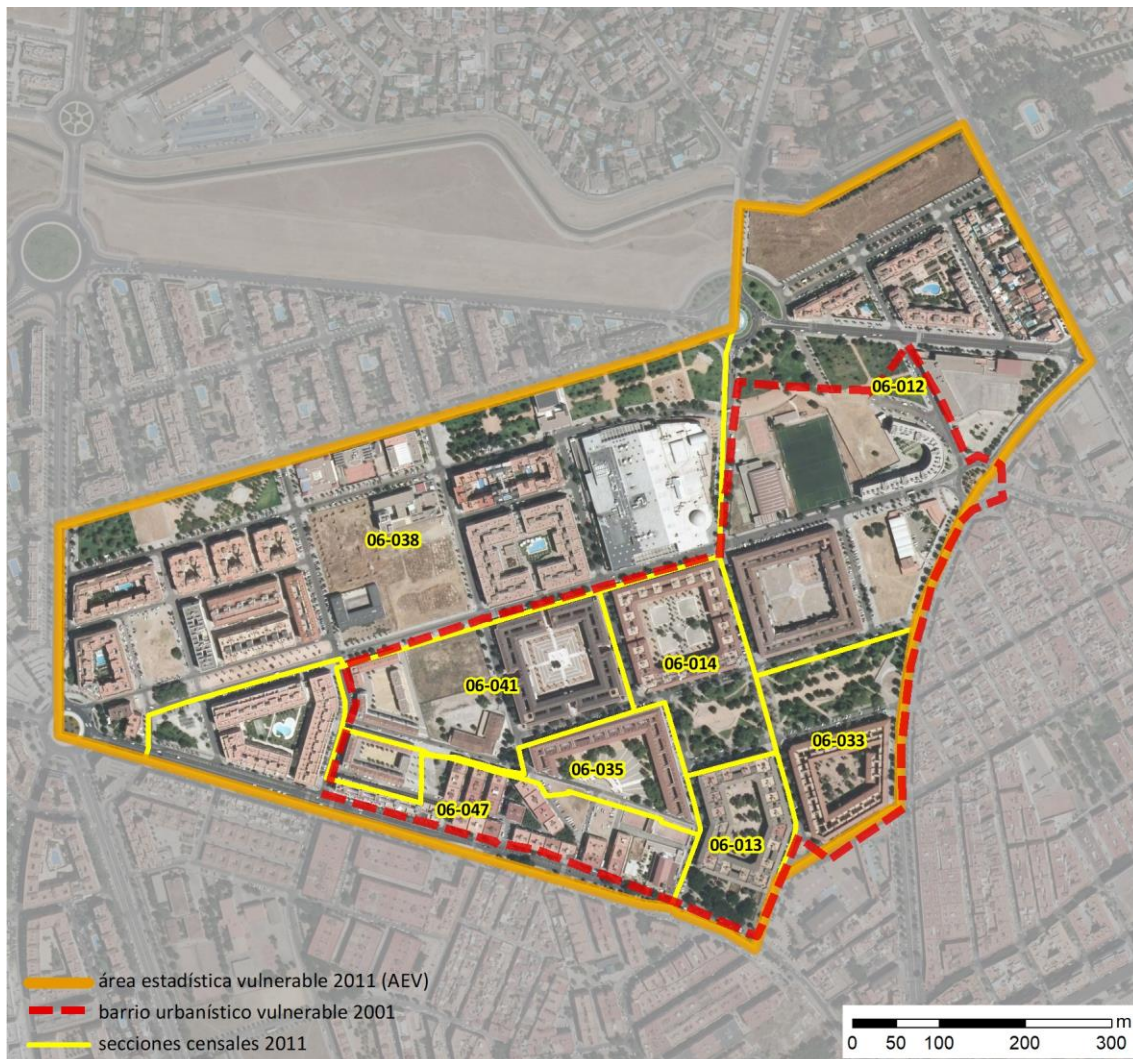 06-012
06-038
06-014
06-041
06-033
06-035
06-047
06-013
área estadística vulnerable 2011 (AEV)
barrio urbanístico vulnerable 2001
secciones censales 2011
m
0 50 100 200 300